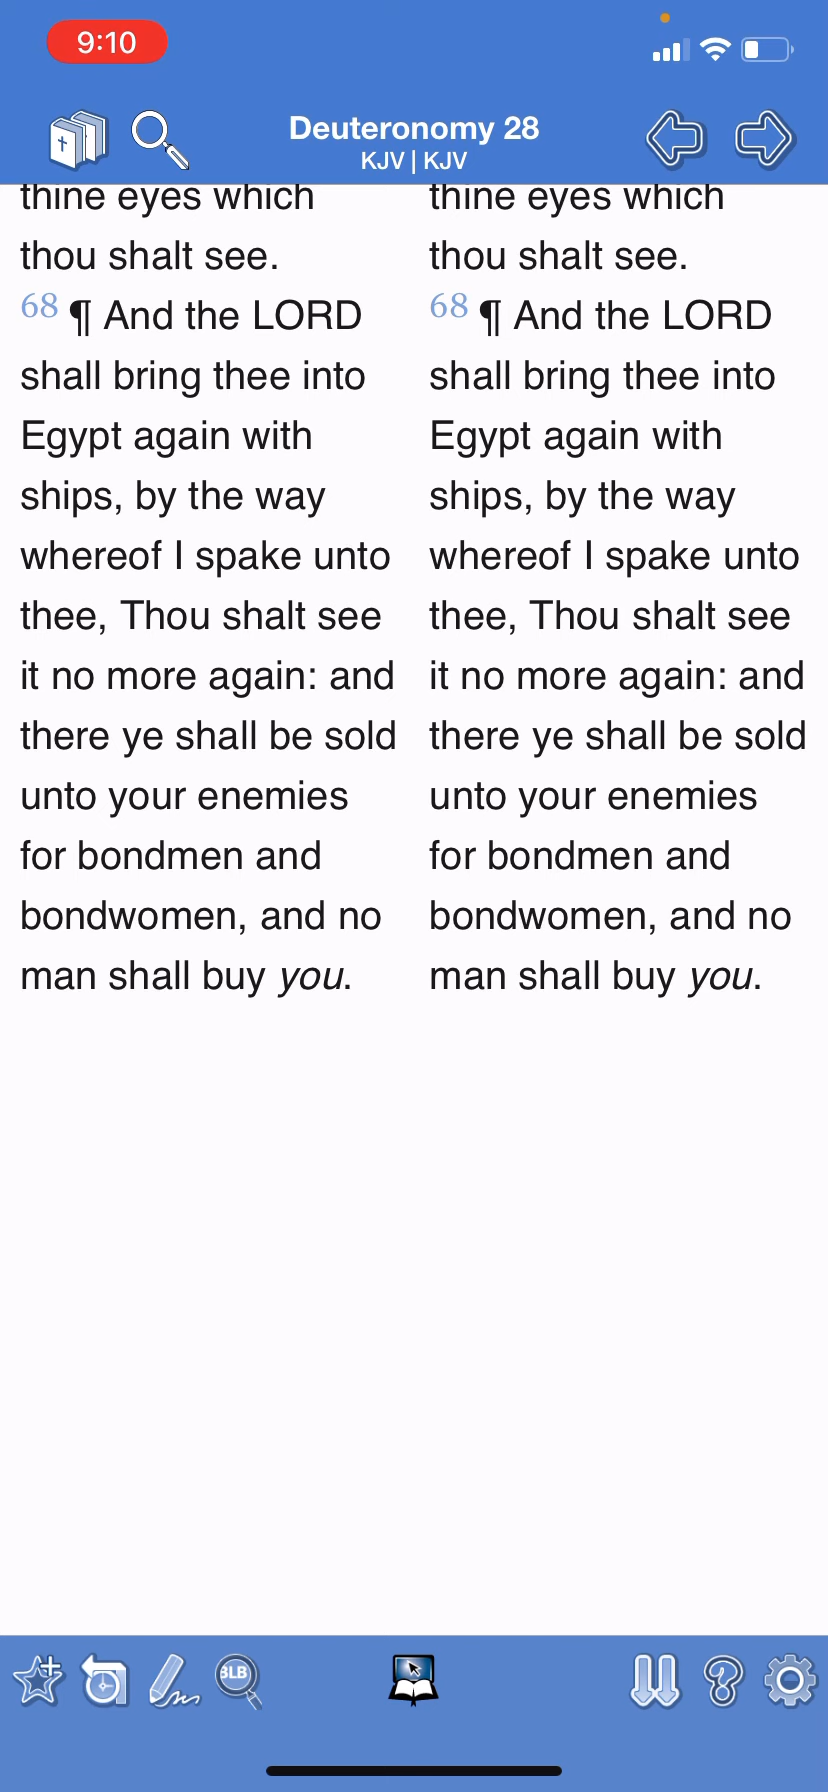 9:10
Deuteronomy 28
KJV | KJV
thine eyes which
thou shalt see.
68 ¶ And the LORD
shall bring thee into
Egypt again with
ships, by the way
whereof I spake unto
thee, Thou shalt see
it no more again: and
there ye shall be sold
unto your enemies
for bondmen and
bondwomen, and no
man shall buy you.
thine eyes which
thou shalt see.
68 ¶ And the LORD
shall bring thee into
Egypt again with
ships, by the way
whereof I spake unto
thee, Thou shalt see
it no more again: and
there ye shall be sold
unto your enemies
for bondmen and
bondwomen, and no
man shall buy you.
BLB